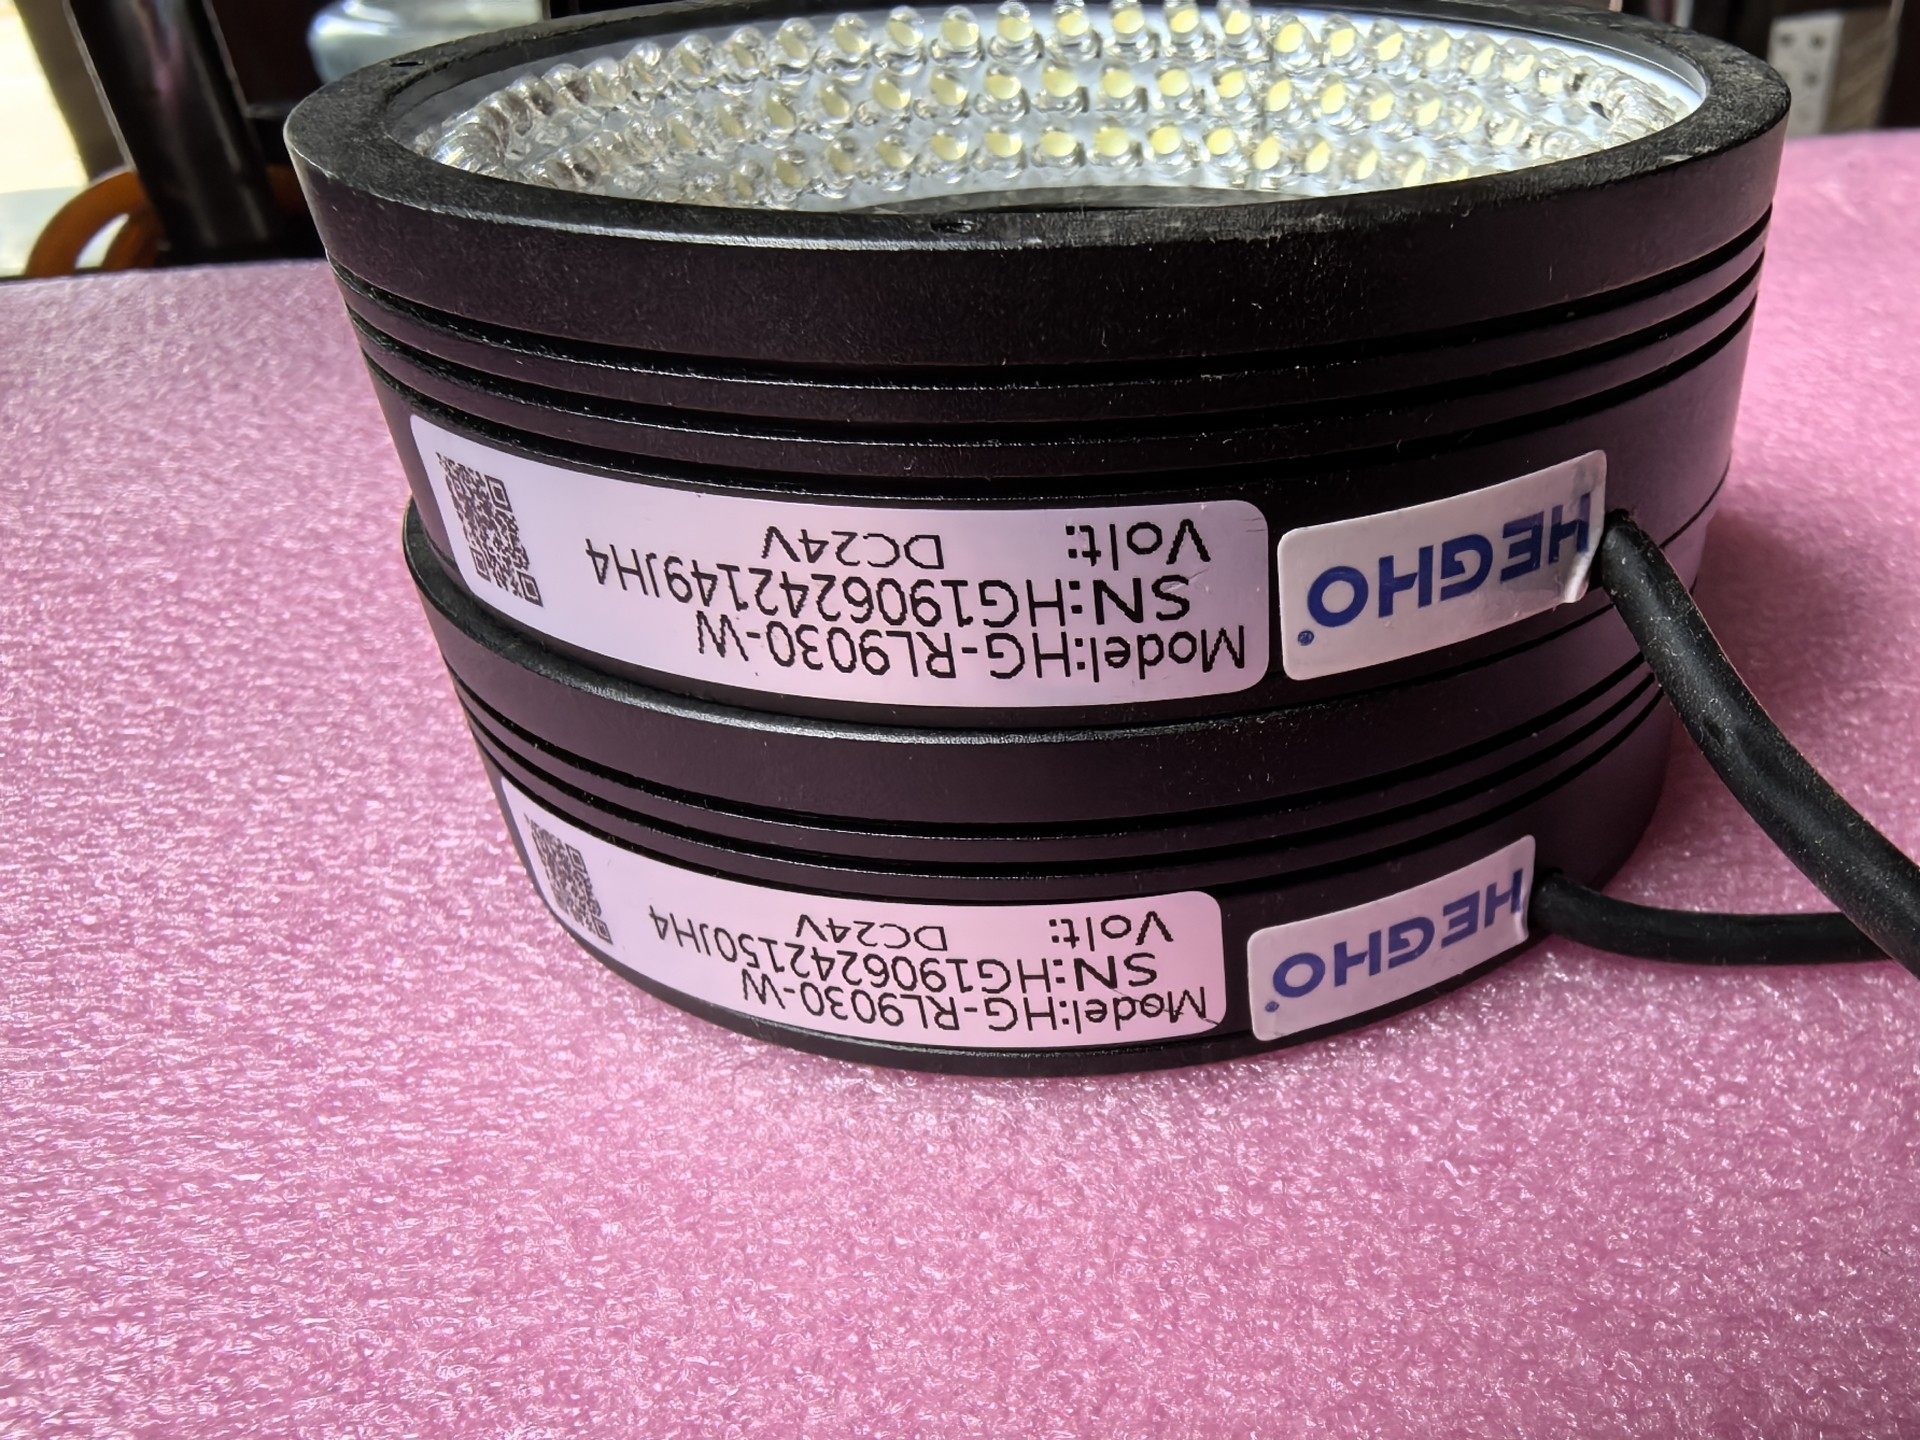 HEGHO®
Model:HG-RL9030-W
SN:HG1906242149JH4
Volt: DC24V
HEGHO®
Model:HG-RL9030-W
SN:HG1906242150JH4
Volt: DC24V